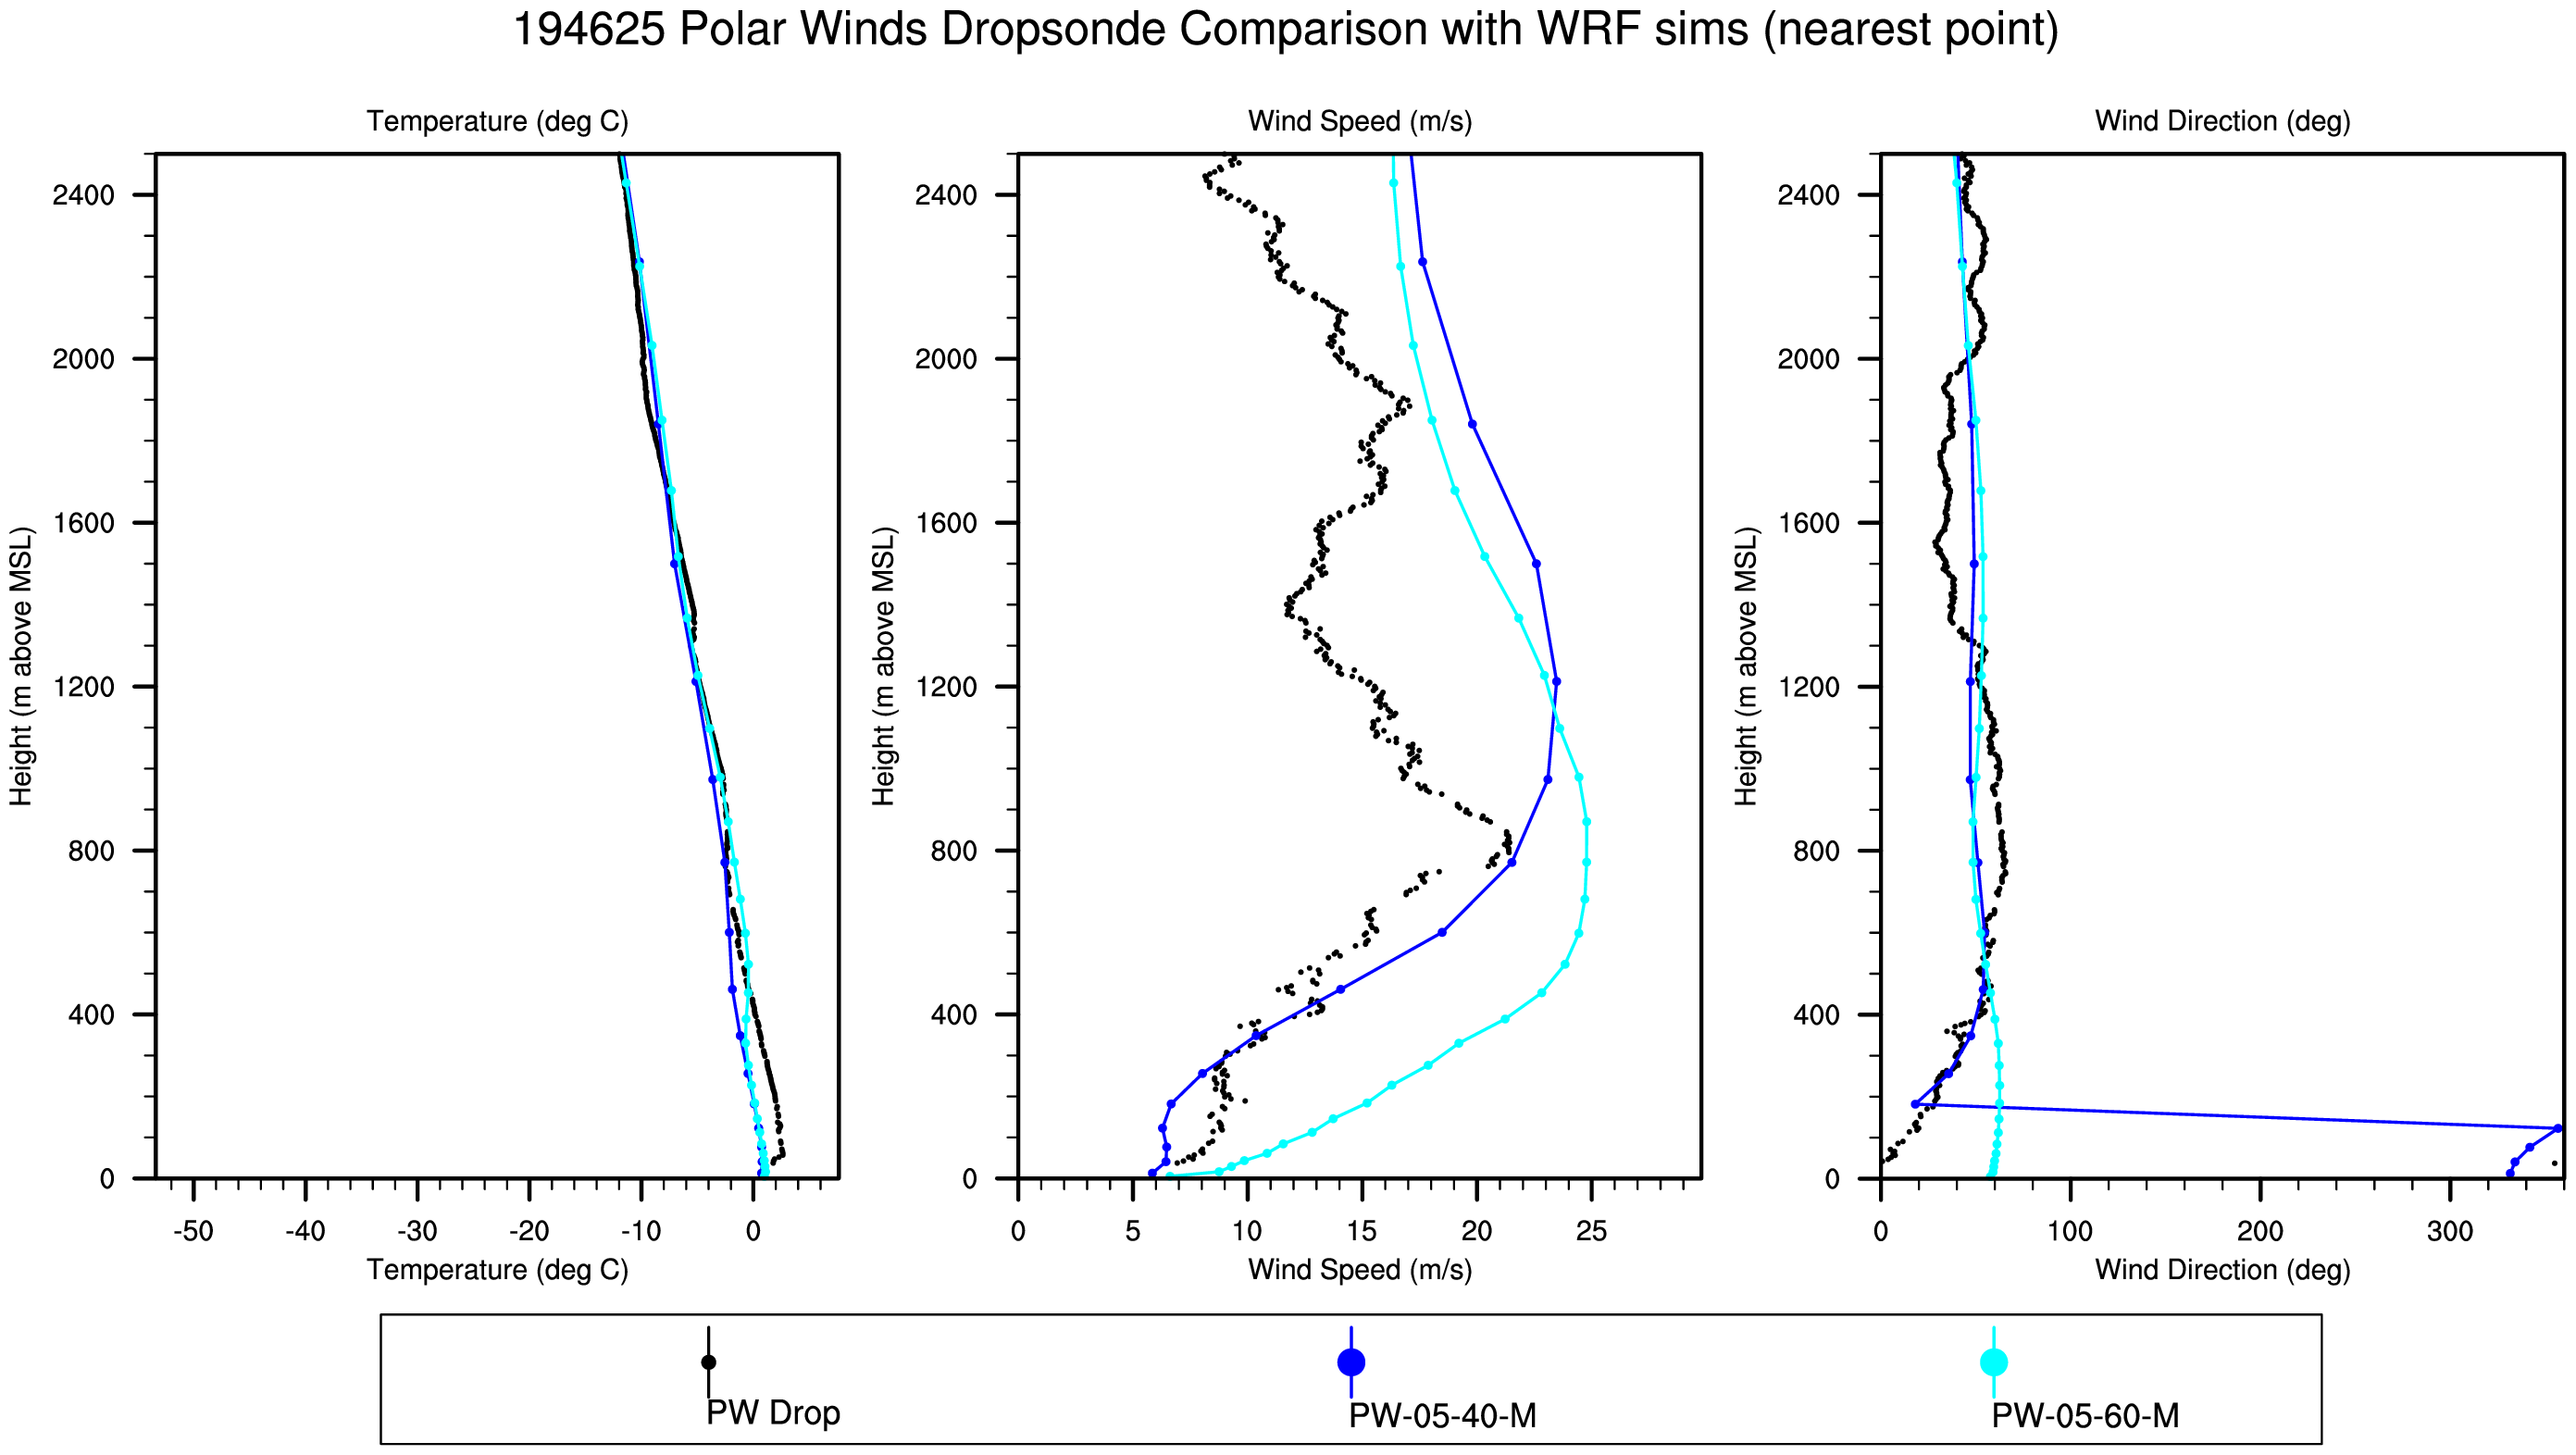 194625 Polar Winds Dropsonde Comparison with WRF sims (nearest point)
Temperature (deg C)
Wind Speed (m/s)
Wind Direction (deg)
Height (m above MSL)
2400
2000
1600
1200
800
400
0
-50 -40 -30 -20 -10 0
Temperature (deg C)
Height (m above MSL)
2400
2000
1600
1200
800
400
0
0 5 10 15 20 25
Wind Speed (m/s)
Height (m above MSL)
2400
2000
1600
1200
800
400
0
0 100 200 300
Wind Direction (deg)
PW Drop
PW-05-40-M
PW-05-60-M